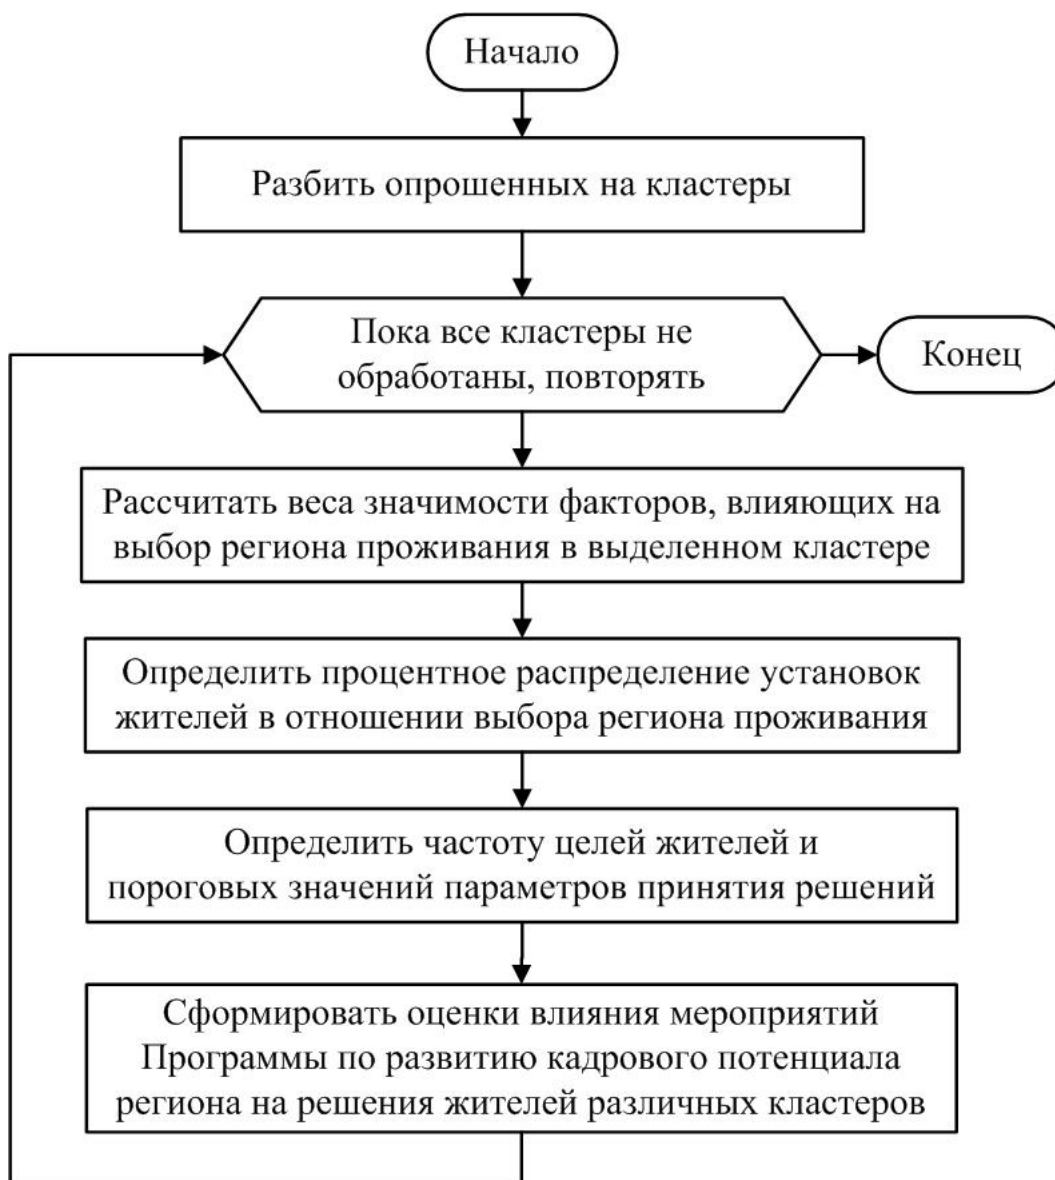 Начало
Разбить опрошенных на кластеры
Пока все кластеры не
обработаны, повторять
Конец
Рассчитать веса значимости факторов, влияющих на
выбор региона проживания в выделенном кластере
Определить процентное распределение установок
жителей в отношении выбора региона проживания
Определить частоту целей жителей и
пороговых значений параметров принятия решений
Сформировать оценки влияния мероприятий
Программы по развитию кадрового потенциала
региона на решения жителей различных кластеров